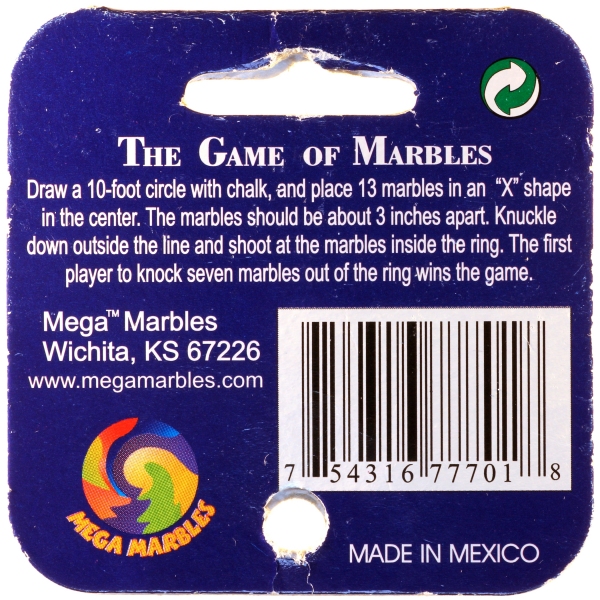 THE GAME OF MARBLES
Draw a 10-foot circle with chalk, and place 13 marbles in an "X" shape
in the center. The marbles should be about 3 inches apart. Knuckle
down outside the line and shoot at the marbles inside the ring. The first
player to knock seven marbles out of the ring wins the game.
Mega™ Marbles
Wichita, KS 67226
www.megamarbles.com
7 54316 77701 8
MEGA MARBLES
MADE IN MEXICO